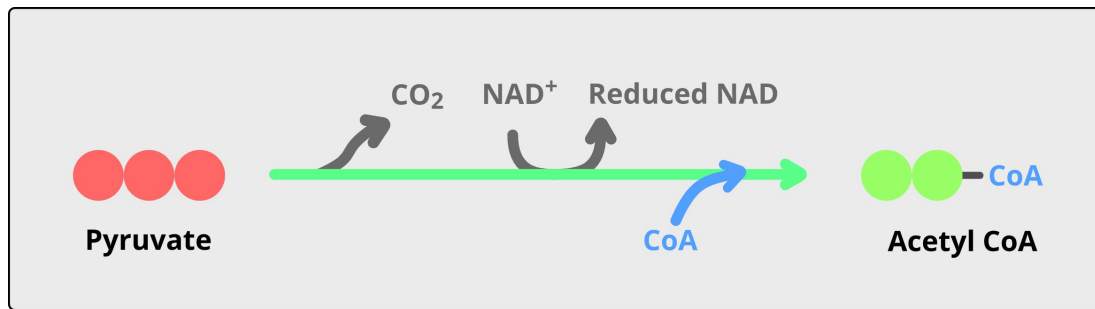 CO₂ NAD⁺ Reduced NAD
CoA
Pyruvate
CoA
Acetyl CoA